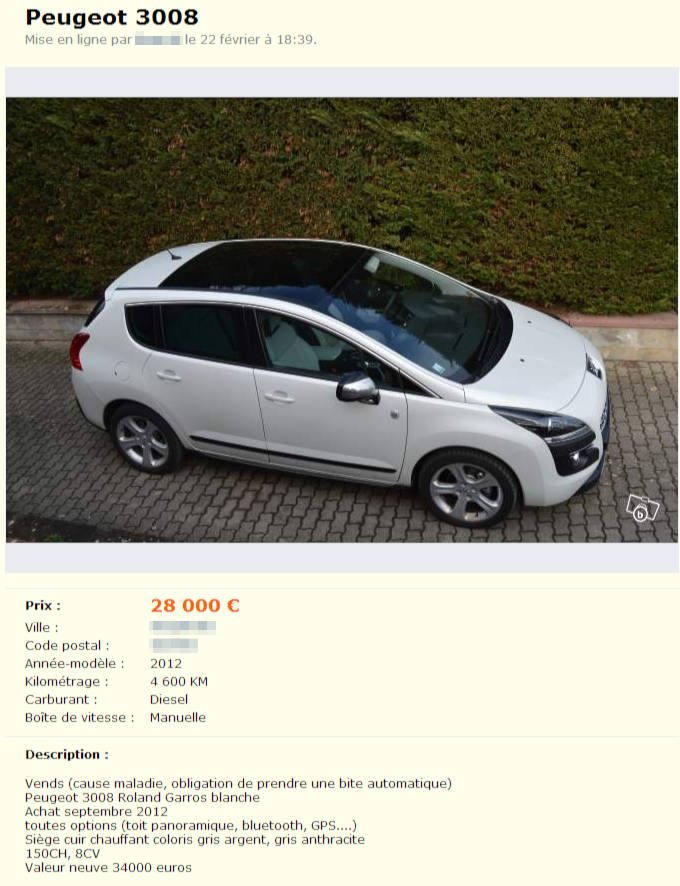 Peugeot 3008
Mise en ligne par le 22 février à 18:39.
b
Prix : 28 000 €
Ville :
Code postal :
Année-modèle : 2012
Kilométrage : 4 600 KM
Carburant : Diesel
Boîte de vitesse : Manuelle
Description :
Vends (cause maladie, obligation de prendre une bite automatique)
Peugeot 3008 Roland Garros blanche
Achat septembre 2012
toutes options (toit panoramique, bluetooth, GPS....)
Siège cuir chauffant coloris gris argent, gris anthracite
150CH, 8CV
Valeur neuve 34000 euros